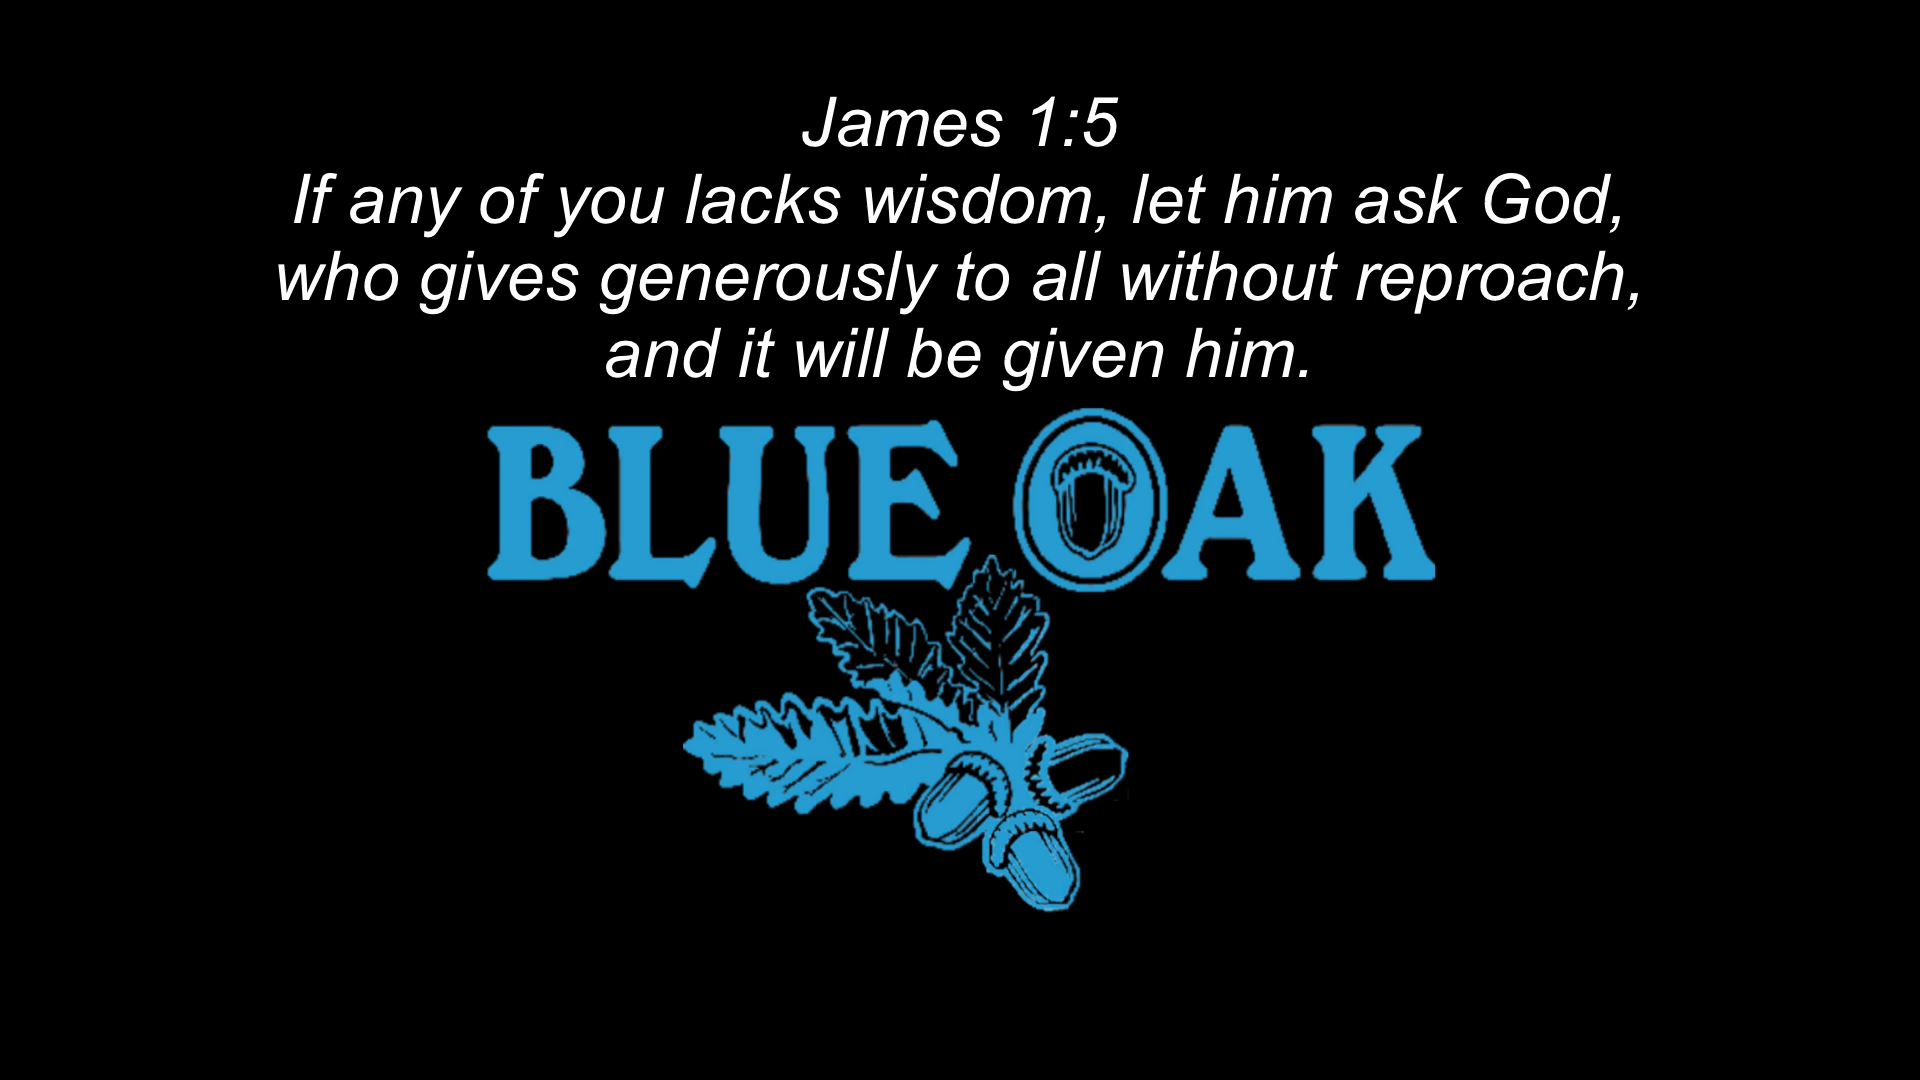 James 1:5
If any of you lacks wisdom, let him ask God,
who gives generously to all without reproach,
and it will be given him.
BLUE OAK